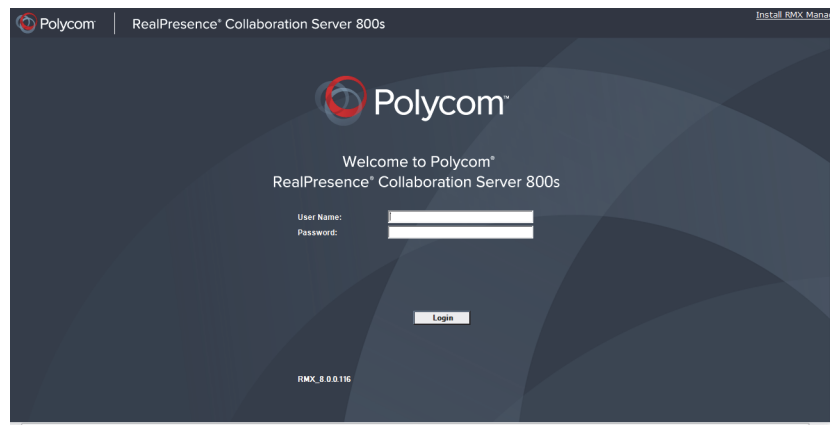 Polycom RealPresence® Collaboration Server 800s
Install RMX Mana
Polycom™
Welcome to Polycom®
RealPresence® Collaboration Server 800s
User Name:
Password:
Login
RMX_8.0.0.116